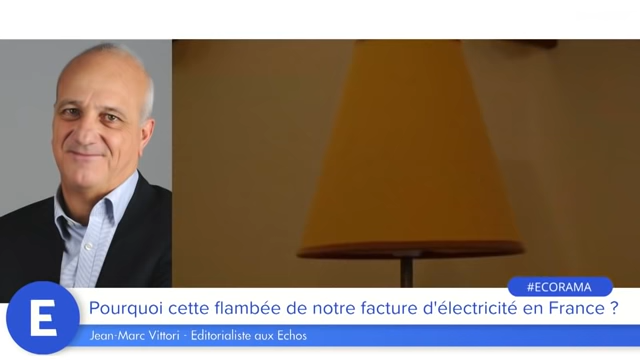 #ECORAMA
E
Pourquoi cette flambée de notre facture d'électricité en France ?
Jean-Marc Vittori - Editorialiste aux Echos